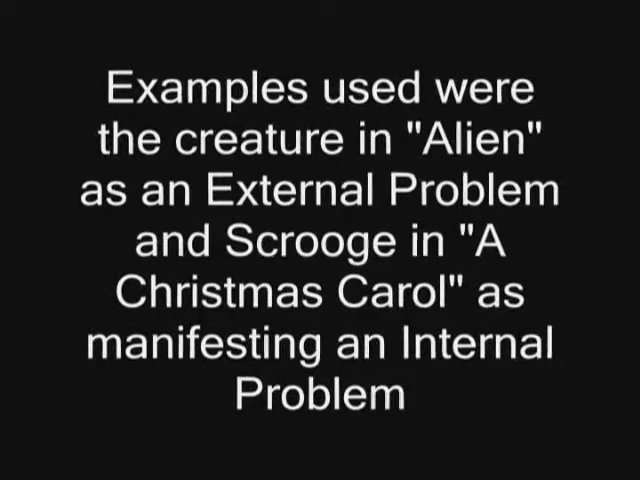 Examples used were
the creature in "Alien"
as an External Problem
and Scrooge in "A
Christmas Carol" as
manifesting an Internal
Problem